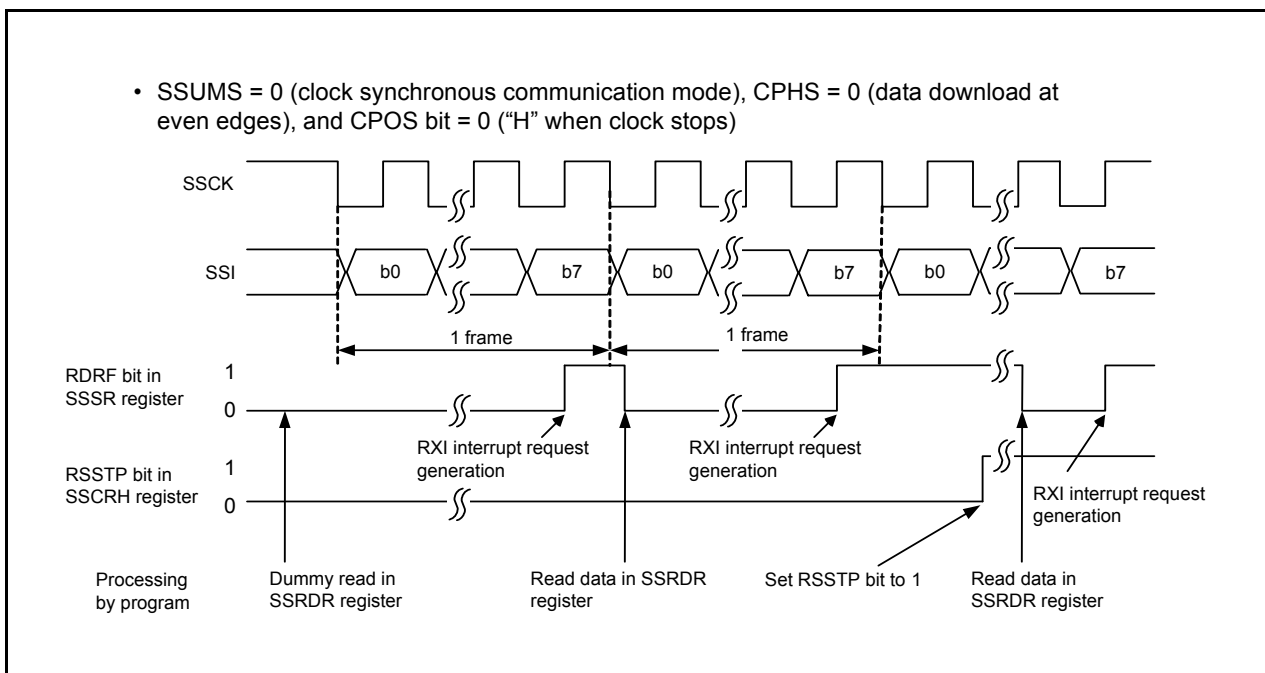 • SSUMS = 0 (clock synchronous communication mode), CPHS = 0 (data download at
even edges), and CPOS bit = 0 (“H” when clock stops)
SSCK
SSI
b0
b7
b0
b7
b0
b7
1 frame
1 frame
RDRF bit in
SSSR register
1
0
RXI interrupt request
generation
RXI interrupt request
generation
RSSTP bit in
SSCRH register
1
0
RXI interrupt request
generation
Processing
by program
Dummy read in
SSRDR register
Read data in SSRDR
register
Set RSSTP bit to 1
Read data in
SSRDR register